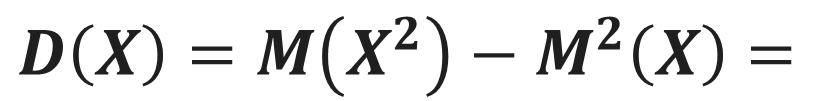 D(X) = M(X²) − M²(X) =